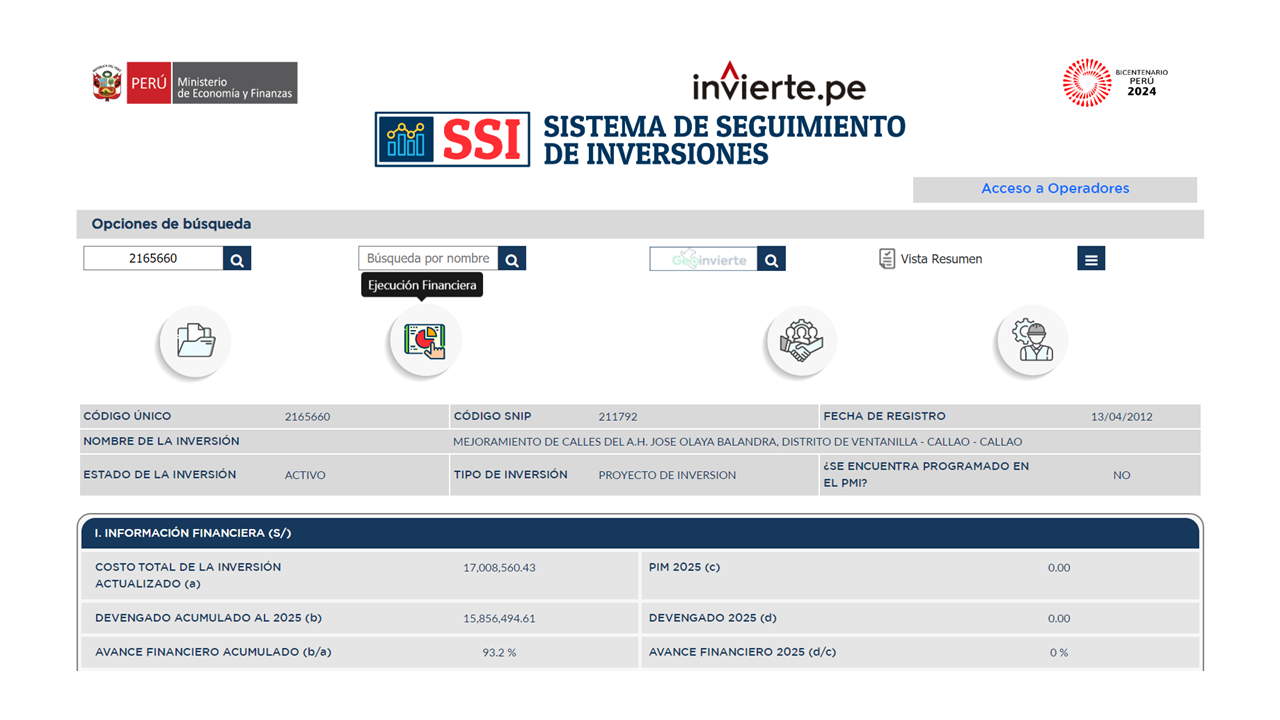 PERÚ
Ministerio
de Economía y Finanzas
invierte.pe
BICENTENARIO
PERÚ
2024
SSI
SISTEMA DE SEGUIMIENTO
DE INVERSIONES
Acceso a Operadores
Opciones de búsqueda
2165660
Búsqueda por nombre
Geoinvierte
Vista Resumen
Ejecución Financiera
CÓDIGO ÚNICO 2165660 CÓDIGO SNIP 211792 FECHA DE REGISTRO 13/04/2012
NOMBRE DE LA INVERSIÓN MEJORAMIENTO DE CALLES DEL A.H. JOSE OLAYA BALANDRA, DISTRITO DE VENTANILLA - CALLAO - CALLAO
ESTADO DE LA INVERSIÓN ACTIVO TIPO DE INVERSIÓN PROYECTO DE INVERSION ¿SE ENCUENTRA PROGRAMADO EN
EL PMI? NO
I. INFORMACIÓN FINANCIERA (S/)
COSTO TOTAL DE LA INVERSIÓN
ACTUALIZADO (a) 17,008,560.43 PIM 2025 (c) 0.00
DEVENGADO ACUMULADO AL 2025 (b) 15,856,494.61 DEVENGADO 2025 (d) 0.00
AVANCE FINANCIERO ACUMULADO (b/a) 93.2 % AVANCE FINANCIERO 2025 (d/c) 0 %